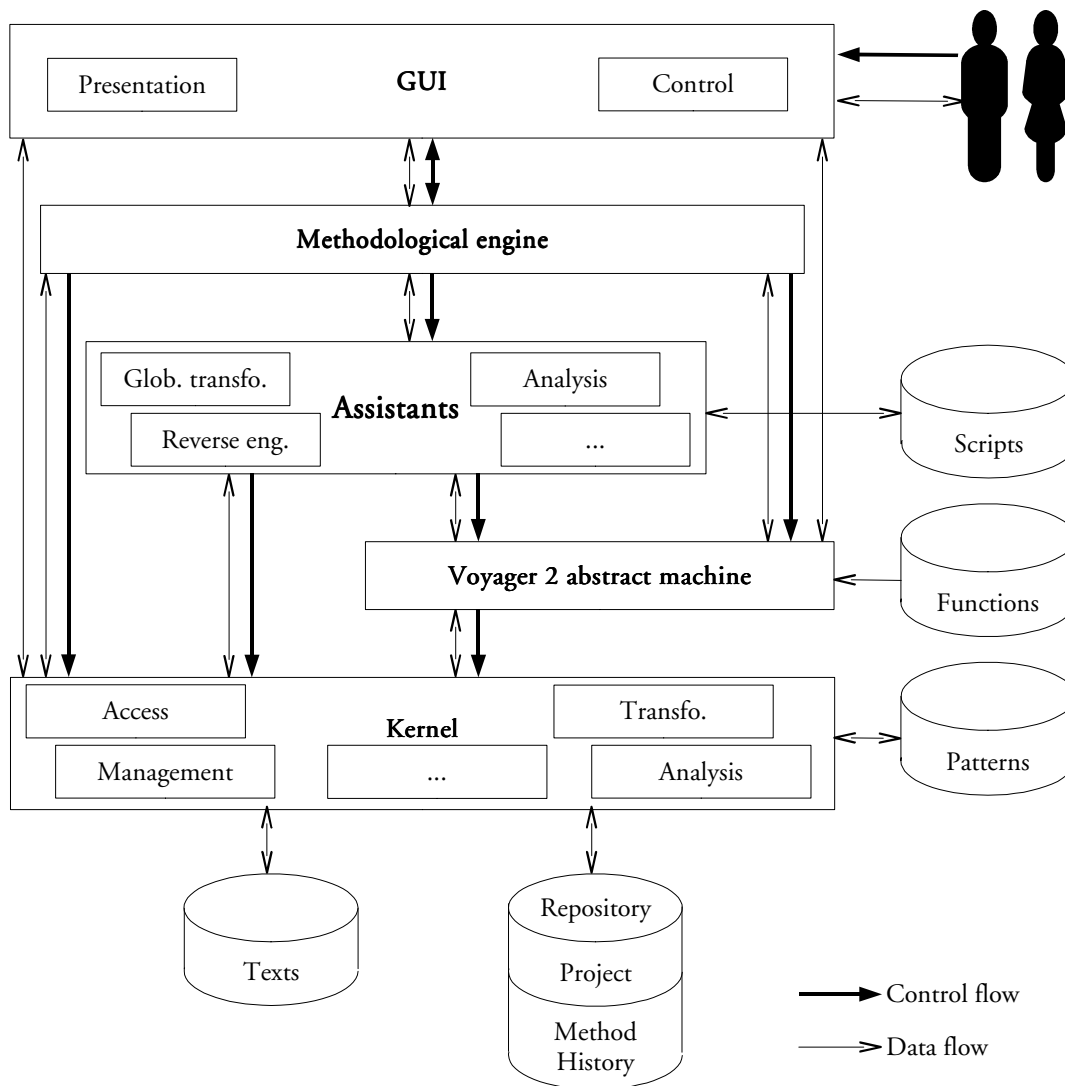 Presentation
GUI
Control
Methodological engine
Glob. transfo.
Analysis
Assistants
Reverse eng.
...
Scripts
Voyager 2 abstract machine
Functions
Access
Transfo.
Kernel
Management
...
Analysis
Patterns
Repository
Texts
Project
Control flow
Method
History
Data flow